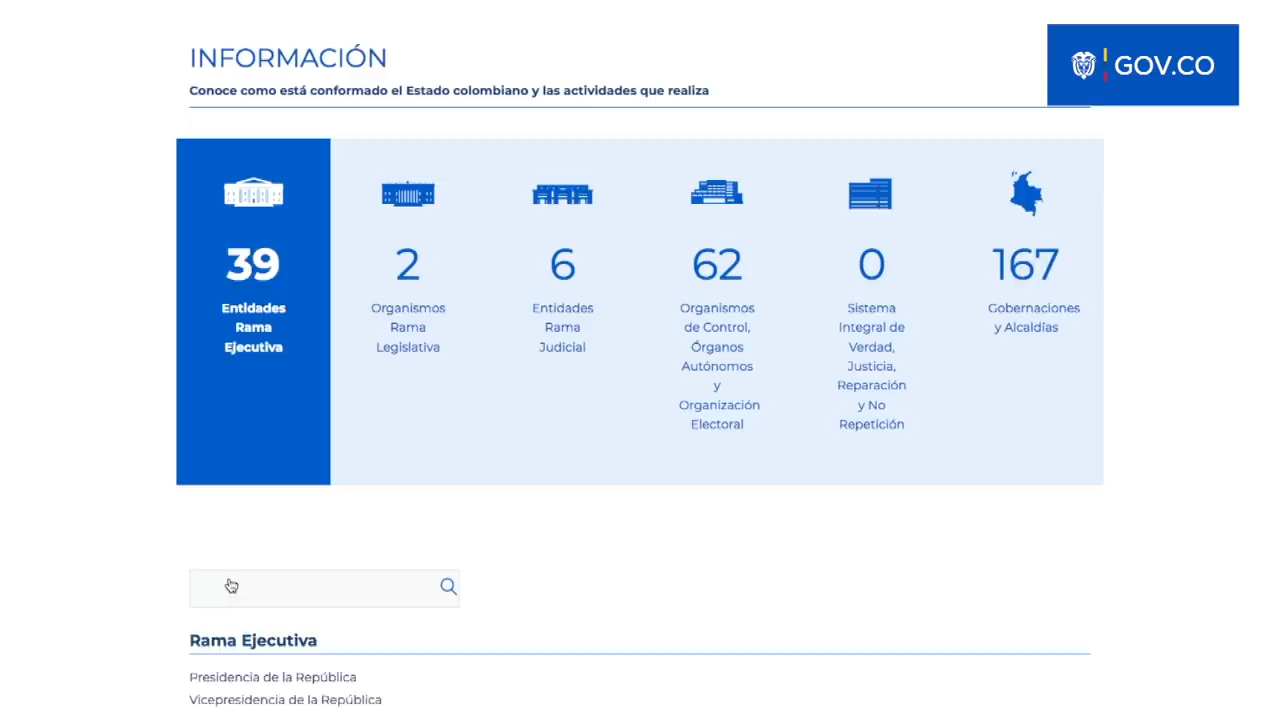 INFORMACIÓN
GOV.CO
Conoce como está conformado el Estado colombiano y las actividades que realiza
39
Entidades
Rama
Ejecutiva
2
Organismos
Rama
Legislativa
6
Entidades
Rama
Judicial
62
Organismos
de Control,
Órganos
Autónomos
y
Organización
Electoral
0
Sistema
Integral de
Verdad,
Justicia,
Reparación
y No
Repetición
167
Gobernaciones
y Alcaldías
Rama Ejecutiva
Presidencia de la República
Vicepresidencia de la República